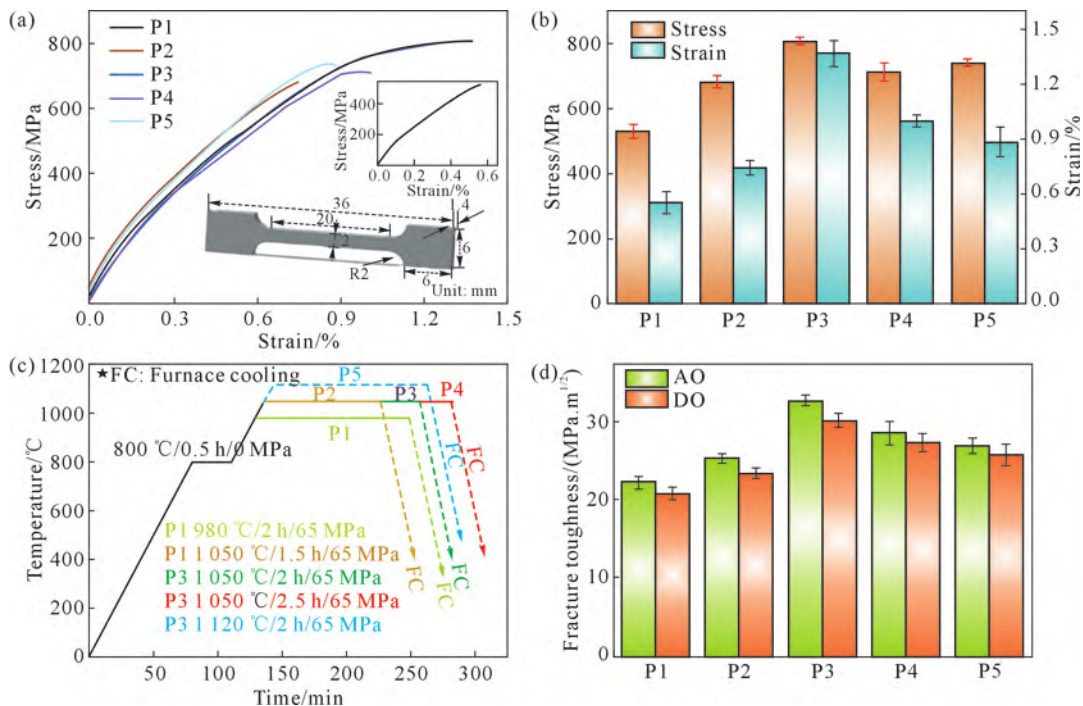 (a)
P1
P2
P3
P4
P5
Stress/MPa
800
600
400
200
0
0.0
0.3
0.6
0.9
1.2
1.5
Strain/%
Stress/MPa
400
200
0
0.0
0.2
0.4
0.6
Strain/%
36
20
2
4
6
6
R2
Unit: mm
(b)
Stress
Strain
Stress/MPa
800
600
400
200
0
P1
P2
P3
P4
P5
1.5
1.2
0.9
0.6
0.3
0.0
Strain/%
(c)
★FC: Furnace cooling
Temperature/℃
1200
1000
800
600
400
200
0
P5
P2
P3
P4
P1
800 ℃/0.5 h/0 MPa
FC
FC
FC
FC
FC
P1 980 ℃/2 h/65 MPa
P1 1 050 ℃/1.5 h/65 MPa
P3 1 050 ℃/2 h/65 MPa
P3 1 050 ℃/2.5 h/65 MPa
P3 1 120 ℃/2 h/65 MPa
50
100
150
200
250
300
Time/min
(d)
AO
DO
Fracture toughness/(MPa.m1/2)
30
20
10
0
P1
P2
P3
P4
P5